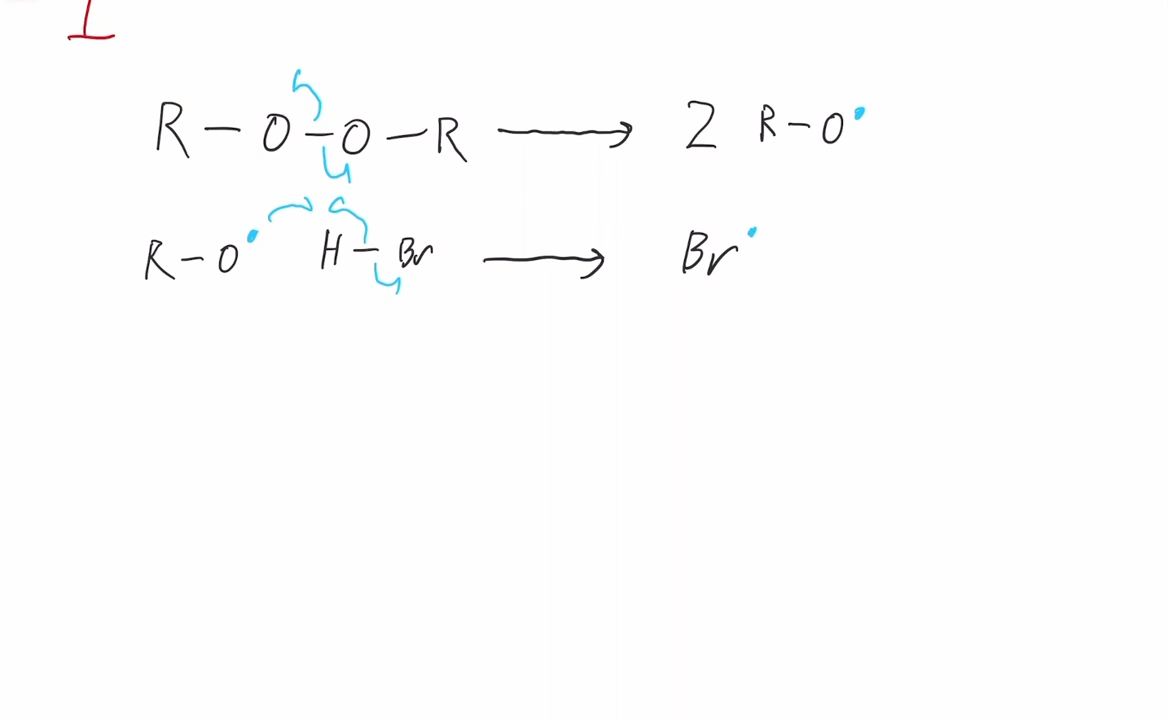 I
R - O - O - R → 2 R - O•
R - O• H - Br → Br•